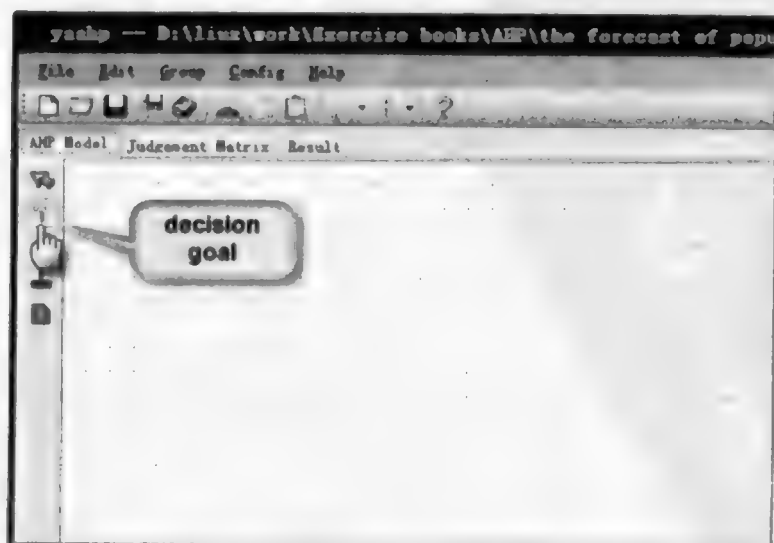 yaahp — D:\liux\work\Exercise books\AHP\the forecast of popu
File Edit Group Config Help
?
AHP Model Judgement Matrix Result
decision
goal